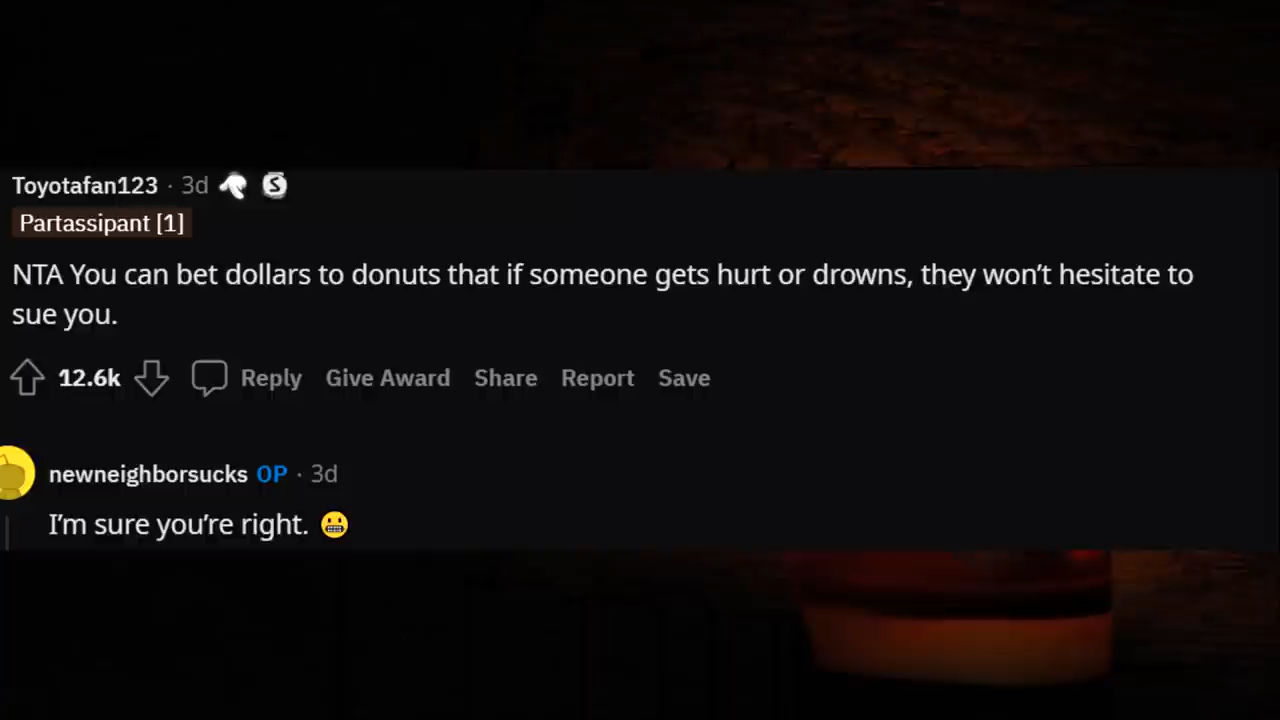 Toyotafan123 · 3d
Partassipant [1]
NTA You can bet dollars to donuts that if someone gets hurt or drowns, they won’t hesitate to
sue you.
12.6k Reply Give Award Share Report Save
newneighborsucks OP · 3d
I’m sure you’re right. 😬